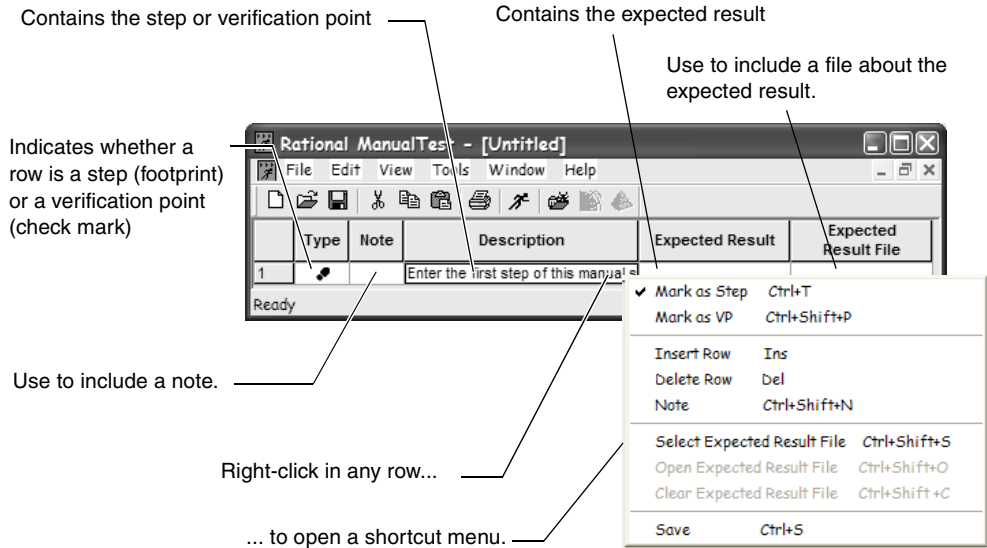 Contains the step or verification point
Contains the expected result
Use to include a file about the
expected result.
Indicates whether a
row is a step (footprint)
or a verification point
(check mark)
Rational ManualTest - [Untitled]
File Edit View Tools Window Help
Type Note Description Expected Result Expected
Result File
1 Enter the first step of this manual s
Ready
Mark as Step Ctrl+T
Mark as VP Ctrl+Shift+P
Insert Row Ins
Delete Row Del
Note Ctrl+Shift+N
Select Expected Result File Ctrl+Shift+S
Open Expected Result File Ctrl+Shift+O
Clear Expected Result File Ctrl+Shift +C
Save Ctrl+S
Use to include a note.
Right-click in any row...
... to open a shortcut menu.